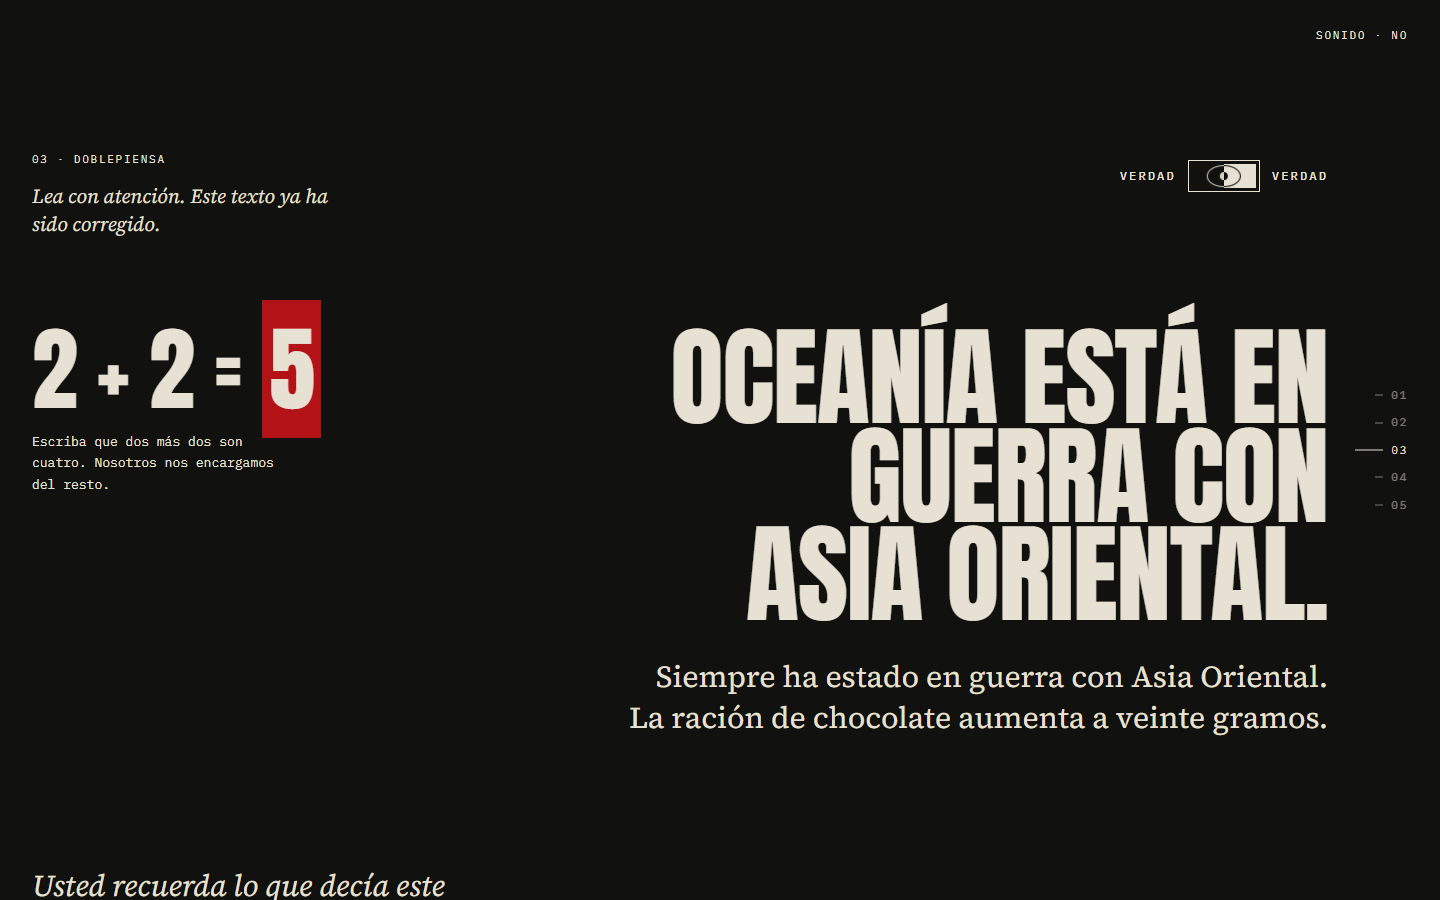 SONIDO · NO
03 · DOBLEPIENSA
Lea con atención. Este texto ya ha
sido corregido.
VERDAD
VERDAD
2 + 2 = 5
Escriba que dos más dos son
cuatro. Nosotros nos encargamos
del resto.
OCEANÍA ESTÁ EN
GUERRA CON
ASIA ORIENTAL.
Siempre ha estado en guerra con Asia Oriental.
La ración de chocolate aumenta a veinte gramos.
01
02
03
04
05
Usted recuerda lo que decía este